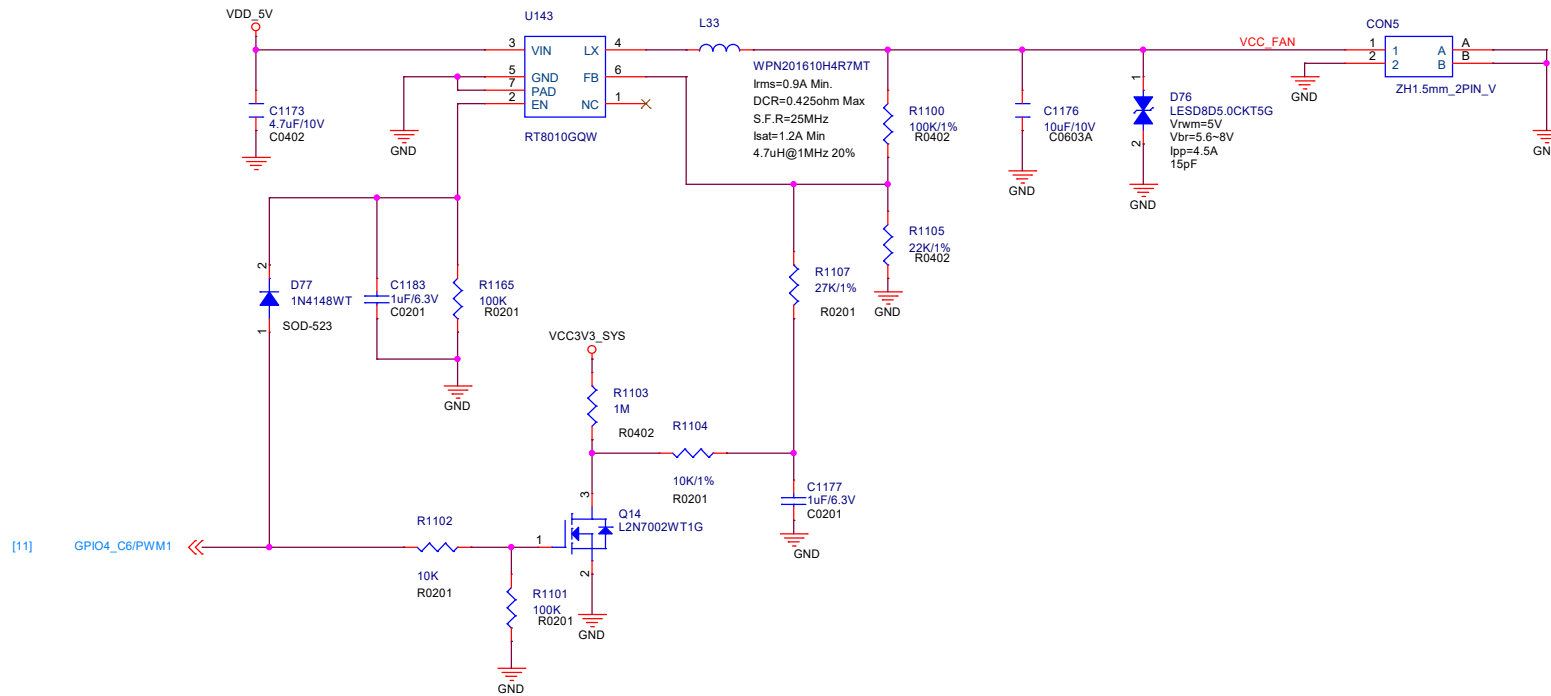 VDD_5V
U143
L33
CON5
3 VIN LX 4
5 GND FB 6
7 PAD
2 EN NC 1
RT8010GQW
C1173
4.7uF/10V
C0402
GND
WPN201610H4R7MT
Irms=0.9A Min.
DCR=0.425ohm Max
S.F.R=25MHz
Isat=1.2A Min
4.7uH@1MHz 20%
R1100
100K/1%
R0402
C1176
10uF/10V
C0603A
GND
VCC_FAN
1
D76
LESD8D5.0CKT5G
Vrwm=5V
Vbr=5.6~8V
Ipp=4.5A
15pF
2
GND
1 1 A A
2 2 B B
GND
ZH1.5mm_2PIN_V
GN
R1105
22K/1%
R0402
GND
R1107
27K/1%
R0201
2
D77
1N4148WT
SOD-523
1
C1183
1uF/6.3V
C0201
R1165
100K
R0201
GND
VCC3V3_SYS
R1103
1M
R0402
R1104
10K/1%
R0201
C1177
1uF/6.3V
C0201
GND
3
Q14
L2N7002WT1G
1
2
GND
[11] GPIO4_C6/PWM1
R1102
10K
R0201
R1101
100K
R0201
GND